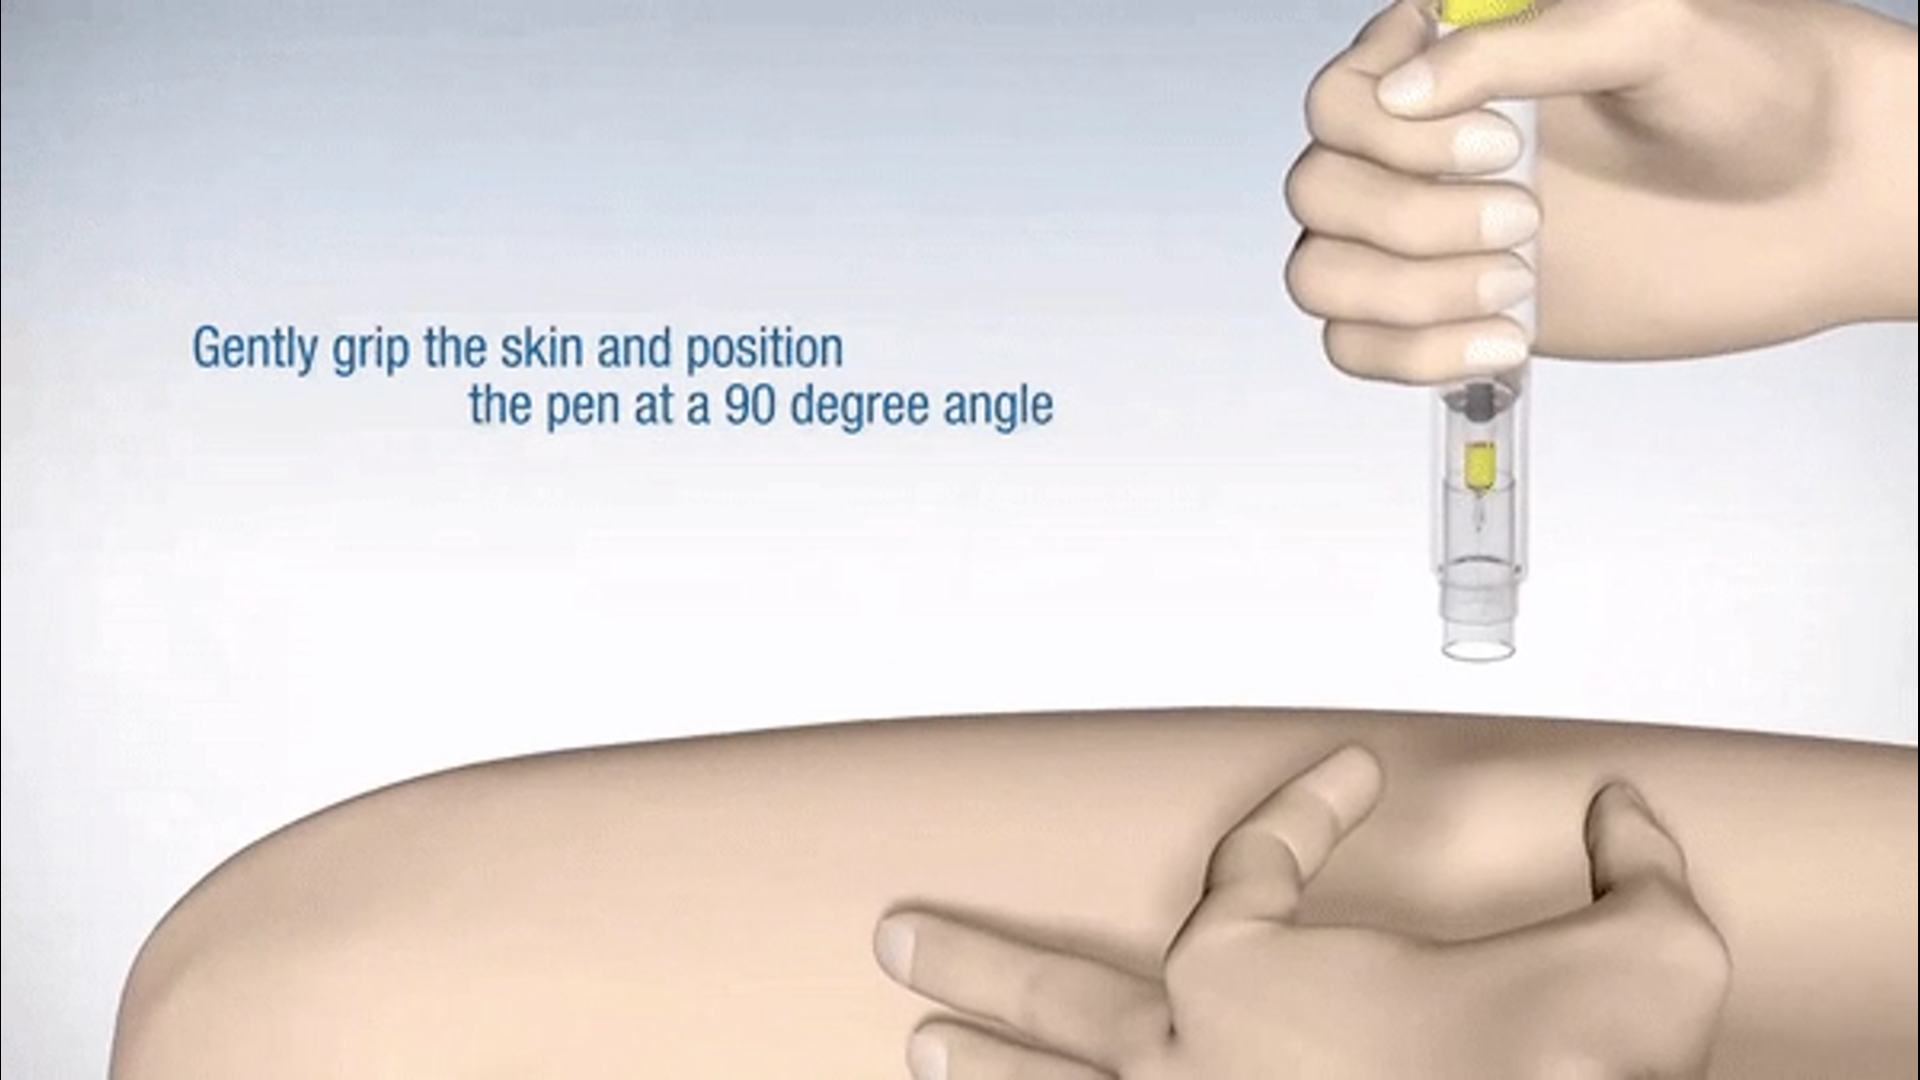 Gently grip the skin and position
the pen at a 90 degree angle